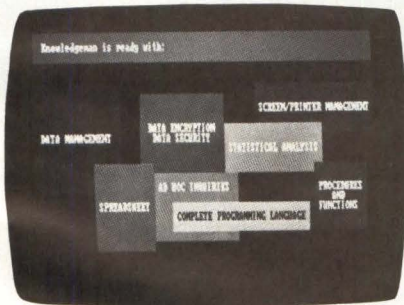 Knowledgeman is ready with:
SCREEN/PRINTER MANAGEMENT
DATA MANAGEMENT
DATA ENCRYPTION
DATA SECURITY
STATISTICAL ANALYSIS
SPREADSHEET
AD HOC INQUIRIES
PROCEDURES
AND
FUNCTIONS
COMPLETE PROGRAMMING LANGUAGE